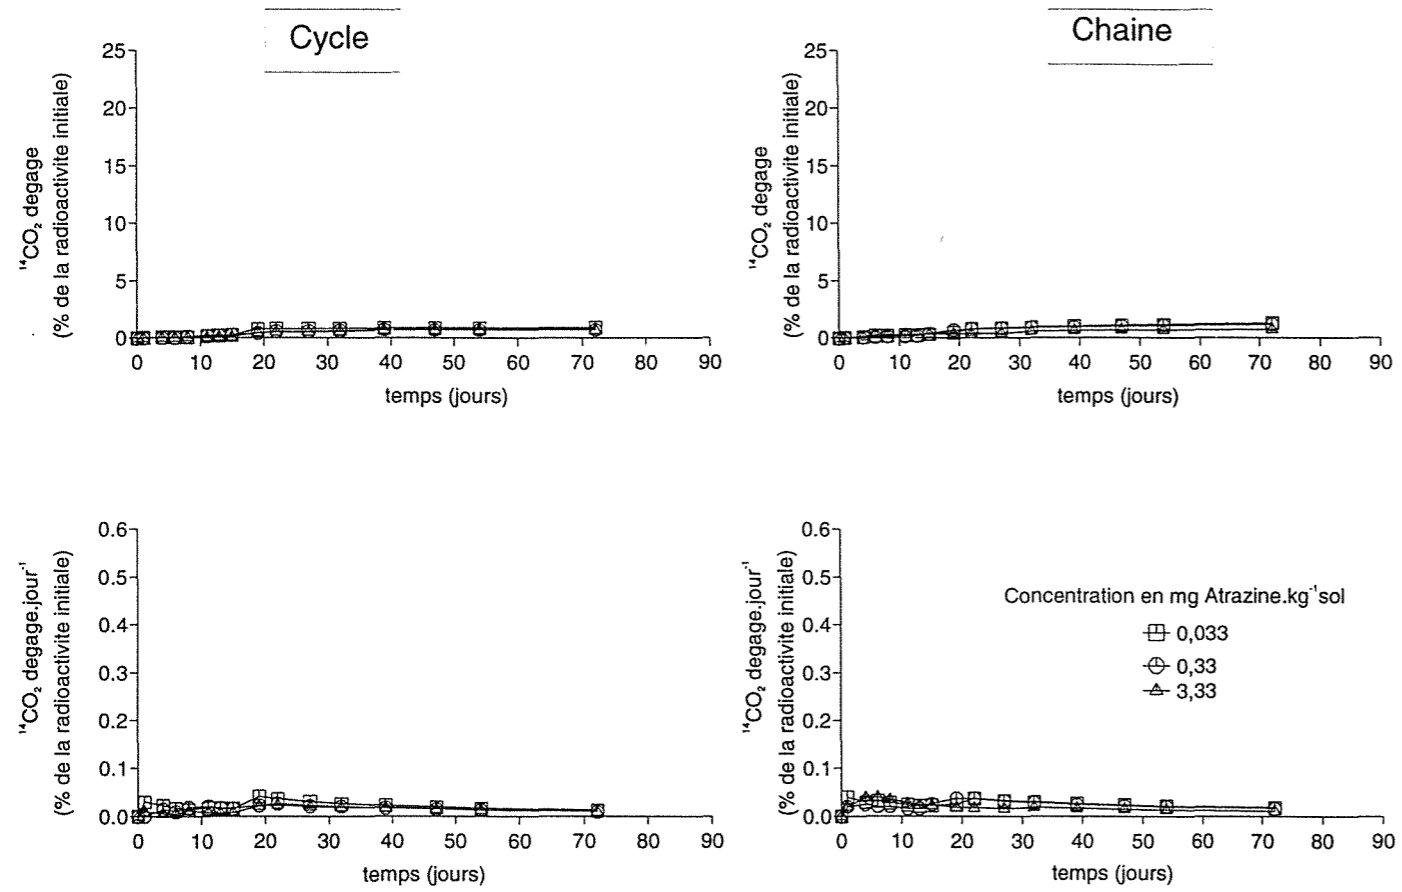 Cycle
Chaine
¹⁴CO₂ degage
(% de la radioactivite initiale)
25
20
15
10
5
0
0 10 20 30 40 50 60 70 80 90
temps (jours)
¹⁴CO₂ degage
(% de la radioactivite initiale)
25
20
15
10
5
0
0 10 20 30 40 50 60 70 80 90
temps (jours)
¹⁴CO₂ degage.jour⁻¹
(% de la radioactivite initiale)
0.6
0.5
0.4
0.3
0.2
0.1
0.0
0 10 20 30 40 50 60 70 80 90
temps (jours)
¹⁴CO₂ degage.jour⁻¹
(% de la radioactivite initiale)
0.6
0.5
0.4
0.3
0.2
0.1
0.0
Concentration en mg Atrazine.kg⁻¹sol
0,033
0,33
3,33
0 10 20 30 40 50 60 70 80 90
temps (jours)